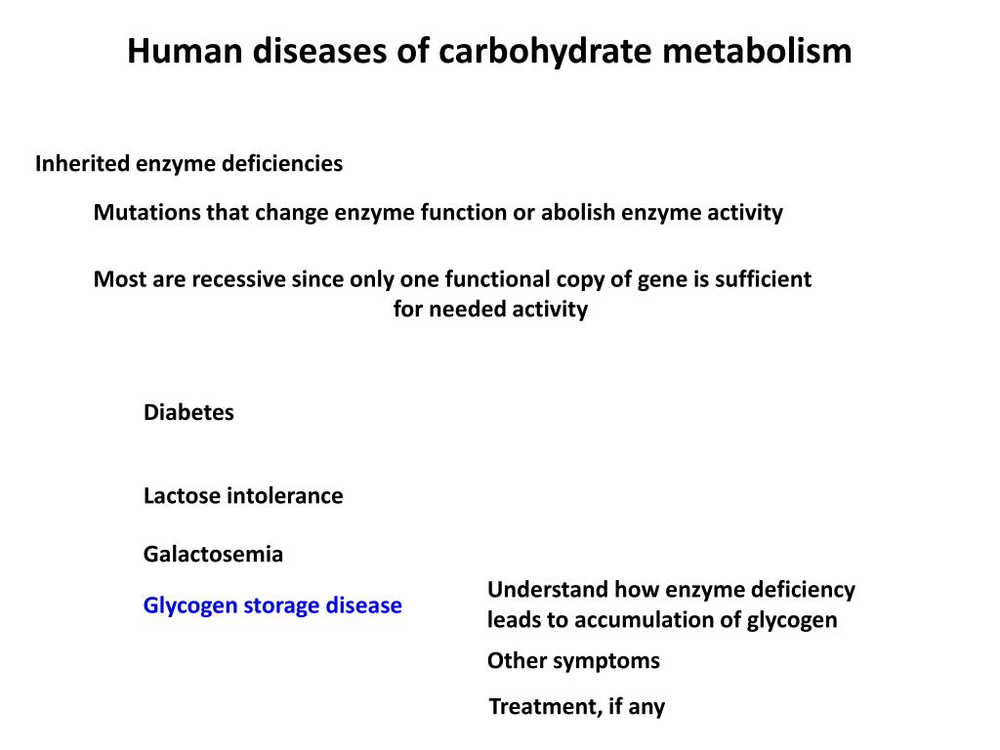 Human diseases of carbohydrate metabolism
Inherited enzyme deficiencies
Mutations that change enzyme function or abolish enzyme activity
Most are recessive since only one functional copy of gene is sufficient
for needed activity
Diabetes
Lactose intolerance
Galactosemia
Glycogen storage disease
Understand how enzyme deficiency
leads to accumulation of glycogen
Other symptoms
Treatment, if any